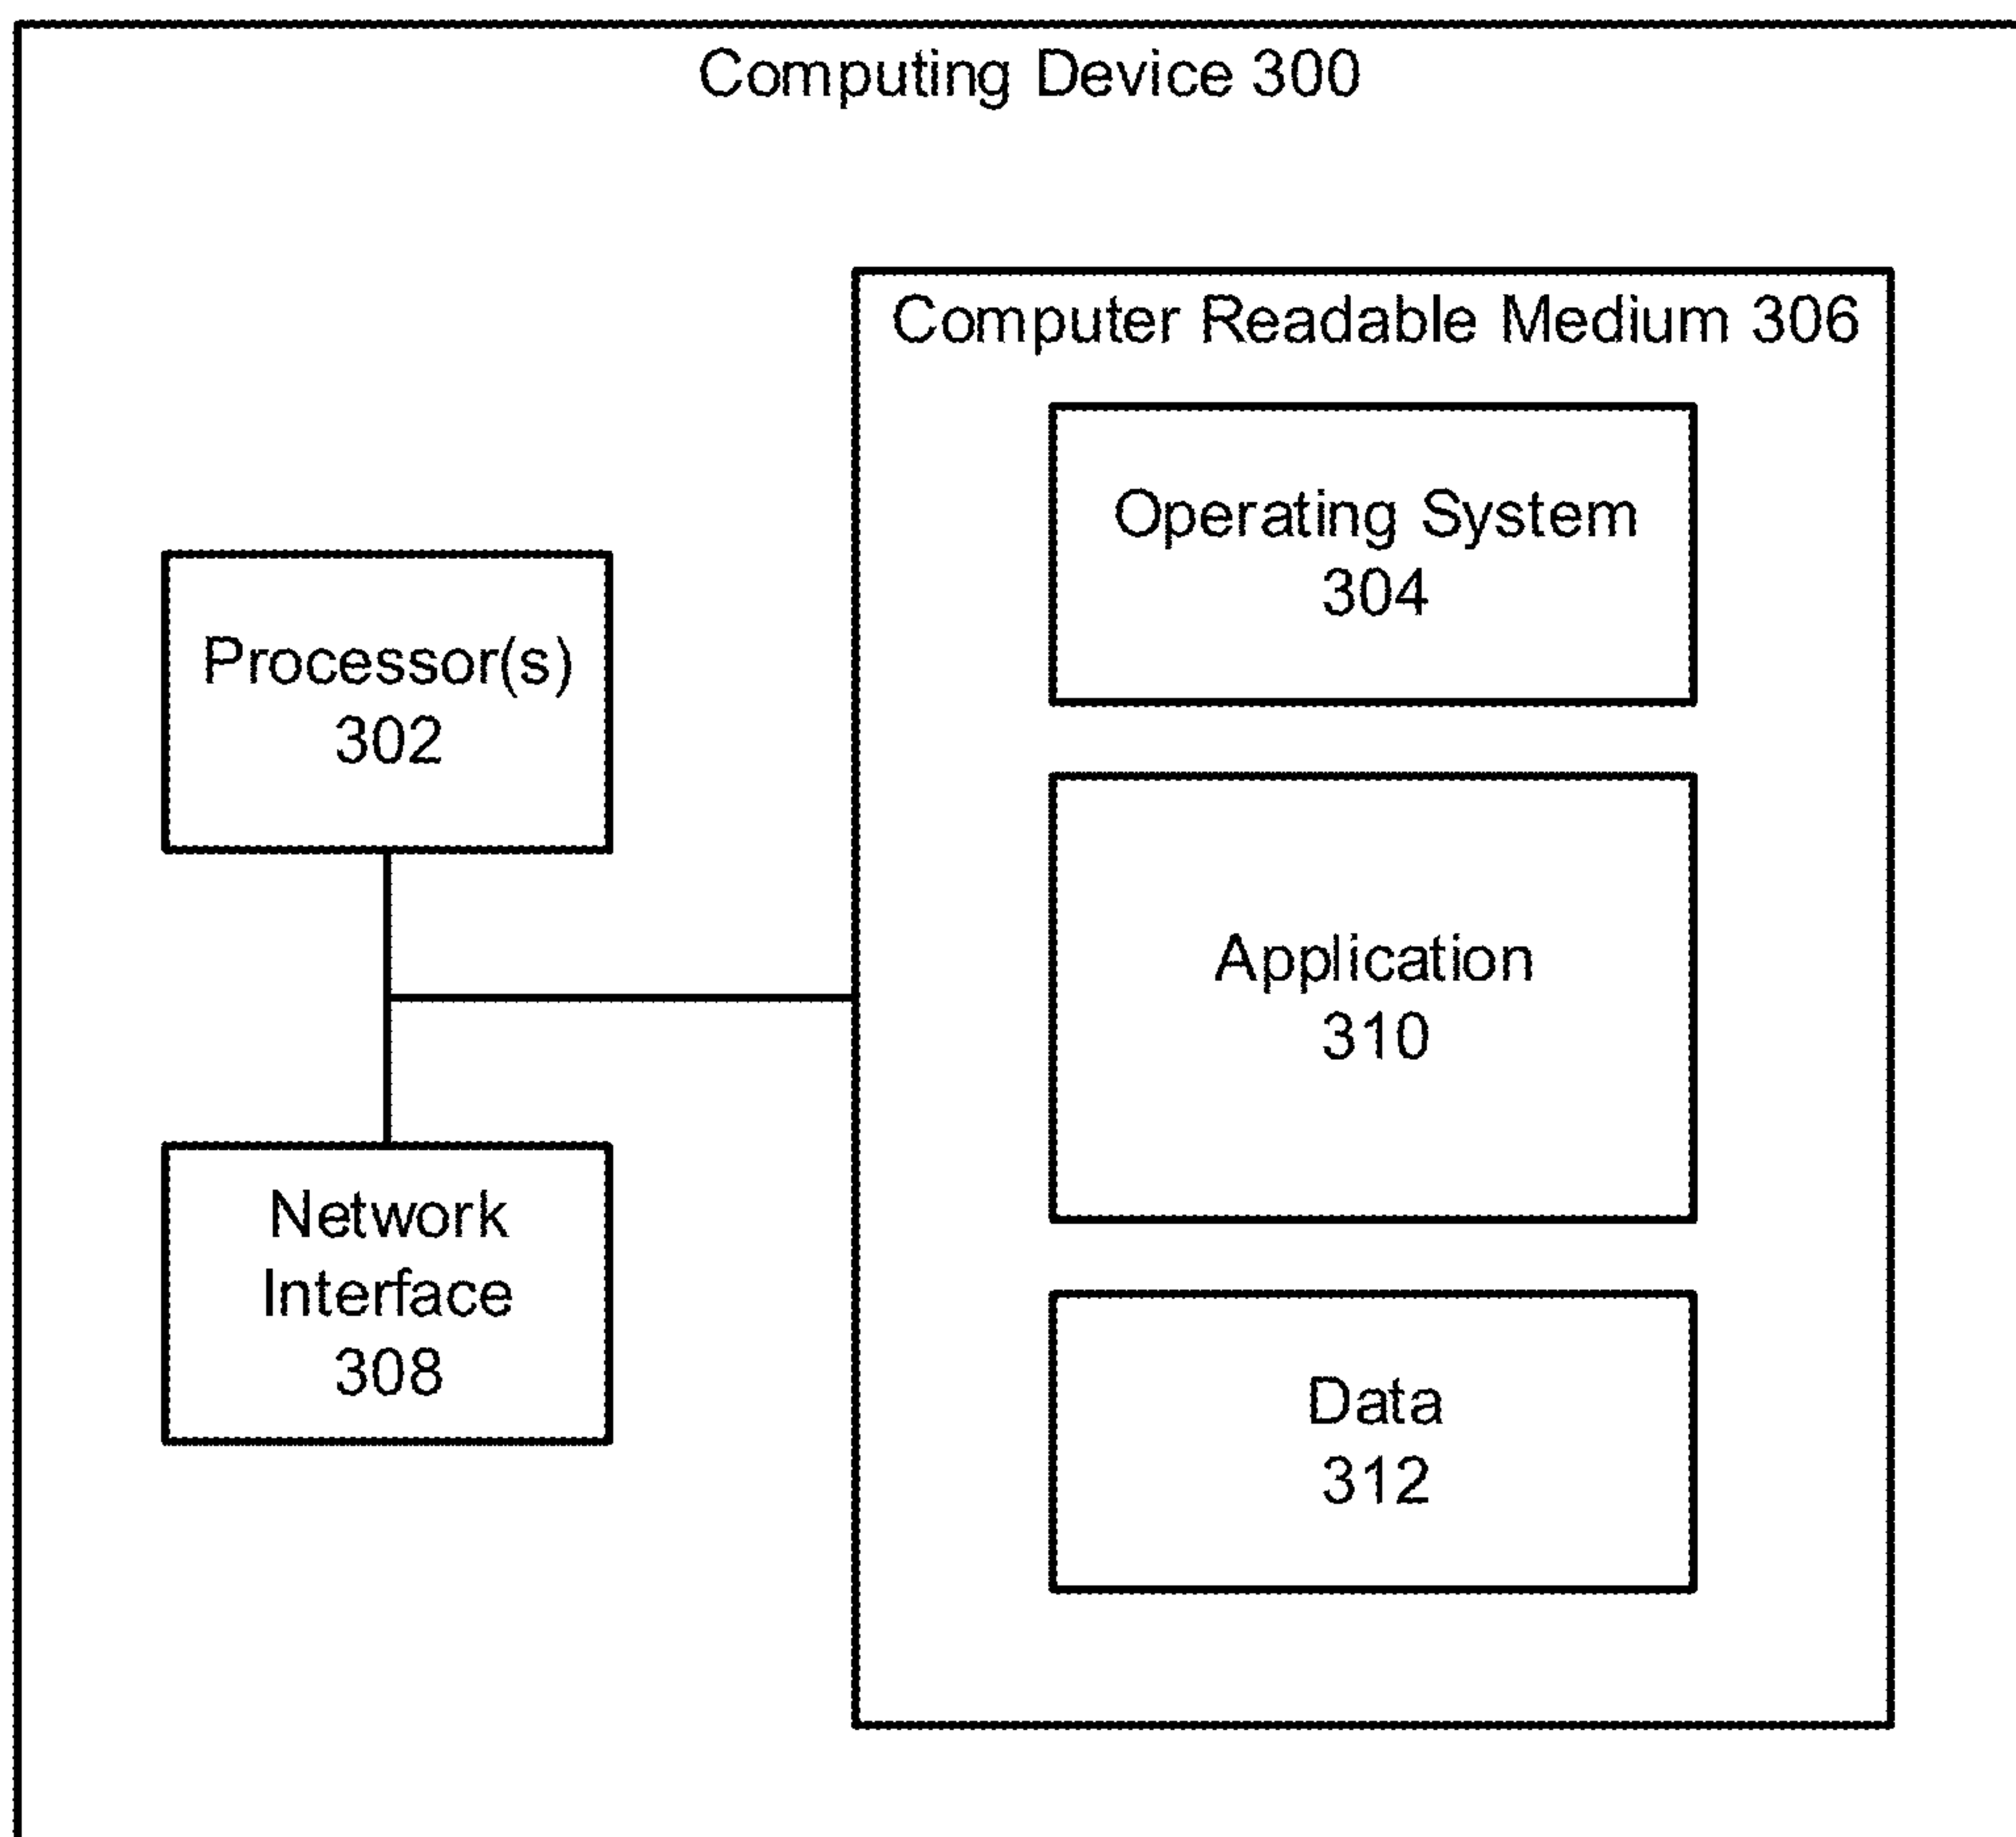 Computing Device 300
Computer Readable Medium 306
Operating System
304
Processor(s)
302
Application
310
Network
Interface
308
Data
312